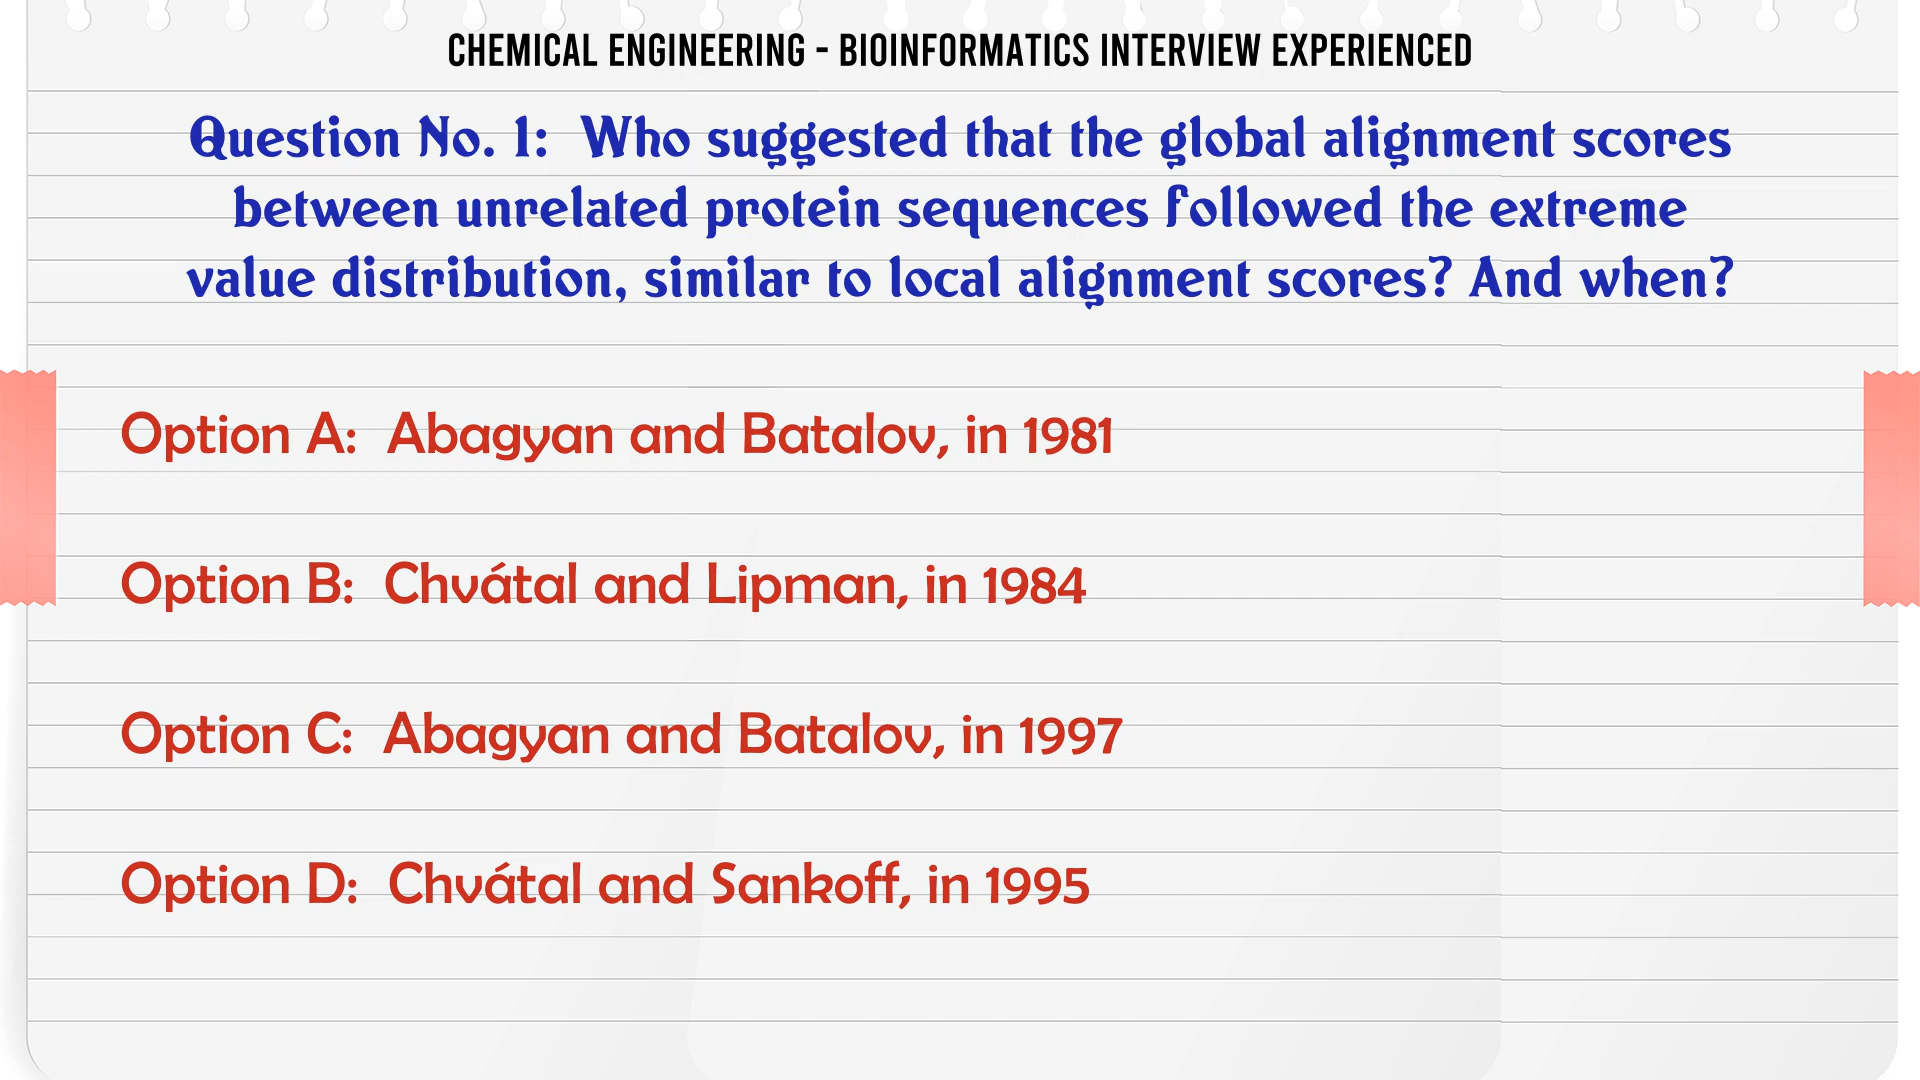 CHEMICAL ENGINEERING - BIOINFORMATICS INTERVIEW EXPERIENCED
Question No. 1: Who suggested that the global alignment scores
between unrelated protein sequences followed the extreme
value distribution, similar to local alignment scores? And when?
Option A: Abagyan and Batalov, in 1981
Option B: Chvátal and Lipman, in 1984
Option C: Abagyan and Batalov, in 1997
Option D: Chvátal and Sankoff, in 1995